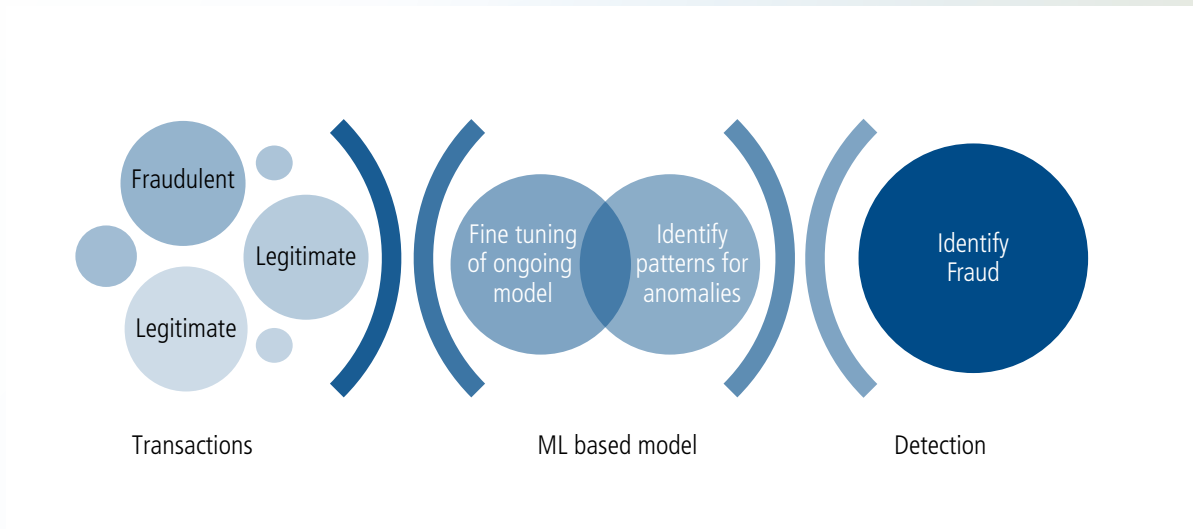 Fraudulent
Legitimate
Legitimate
Fine tuning
of ongoing
model
Identify
patterns for
anomalies
Identify
Fraud
Transactions
ML based model
Detection